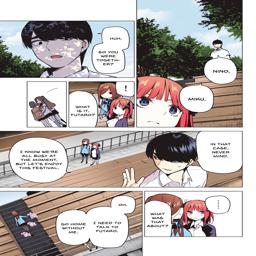 HUH.
SO YOU
WERE
TOGETH-
ER?
NINO.
MIKU.
!
WHAT
IS IT,
FUTARO?
IN THAT
CASE,
NEVER
MIND.
I KNOW WE'RE
ALL BUSY AT
THE MOMENT,
BUT LET'S ENJOY
THIS FESTIVAL.
...
WHAT
WAS THAT
ABOUT?
OH,
I NEED TO
TALK TO
FUTARO.
GO HOME
WITHOUT
ME.